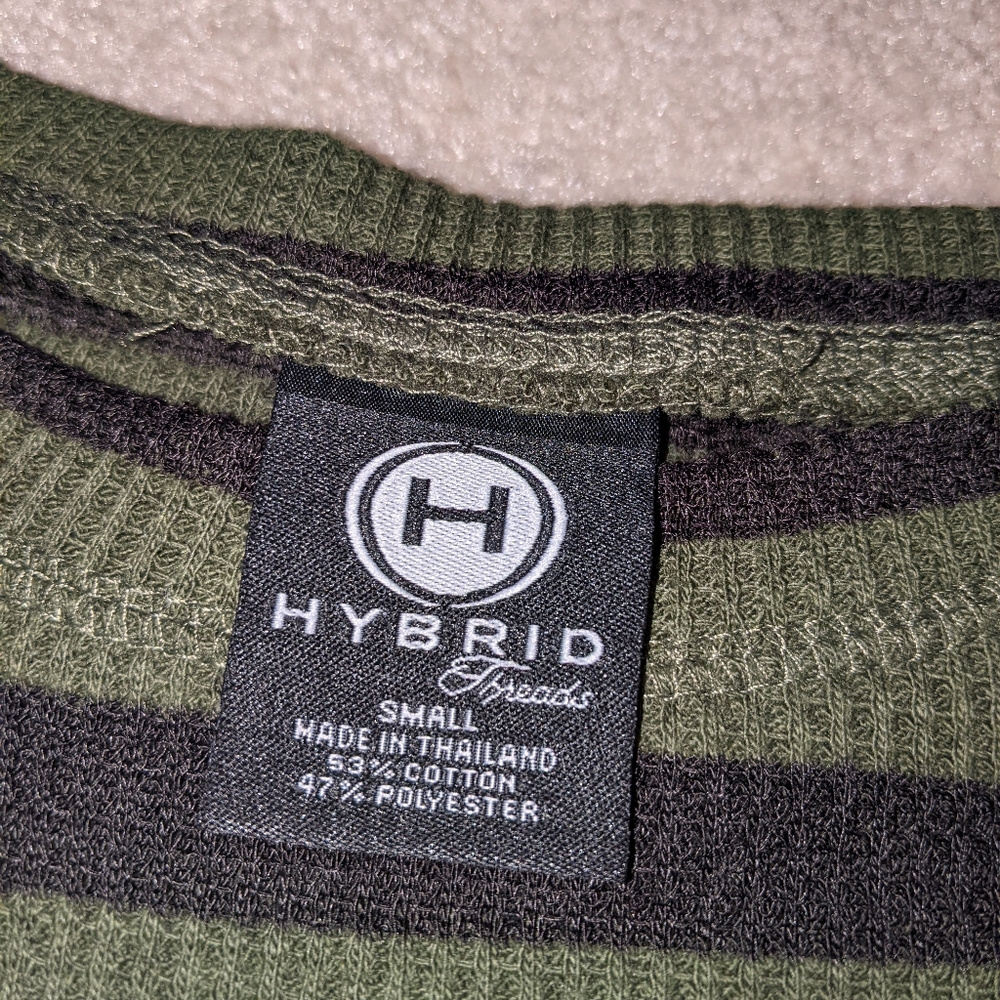 H
HYBRID
Threads
SMALL
MADE IN THAILAND
53% COTTON
47% POLYESTER